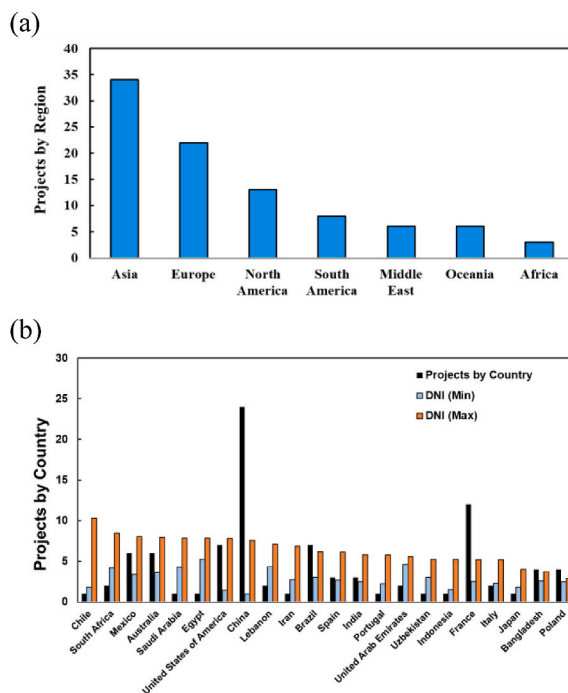 (a)
40
35
30
25
20
15
10
5
0
Projects by Region
Asia
Europe
North
America
South
America
Middle
East
Oceania
Africa
(b)
30
25
20
15
10
5
0
Projects by Country
Projects by Country
DNI (Min)
DNI (Max)
Chile
South Africa
Mexico
Australia
Saudi Arabia
Egypt
United States of America
China
Lebanon
Iran
Brazil
Spain
India
Portugal
United Arab Emirates
Uzbekistan
Indonesia
France
Italy
Japan
Bangladesh
Poland